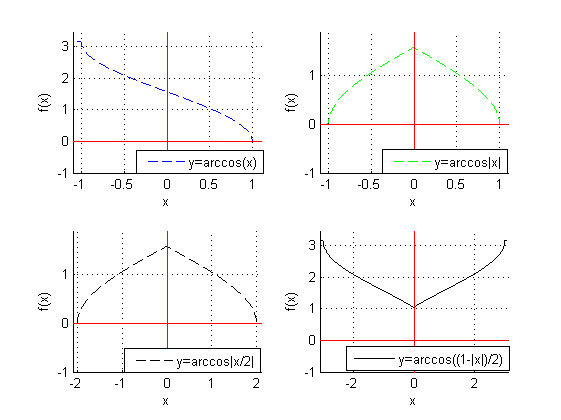 3
2
1
0
-1
-1
-0.5
0
0.5
1
f(x)
x
y=arccos(x)
1
0
-1
-1
-0.5
0
0.5
1
f(x)
x
y=arccos|x|
1
0
-1
-2
-1
0
1
2
f(x)
x
y=arccos|x/2|
3
2
1
0
-1
-2
0
2
f(x)
x
y=arccos((1-|x|)/2)